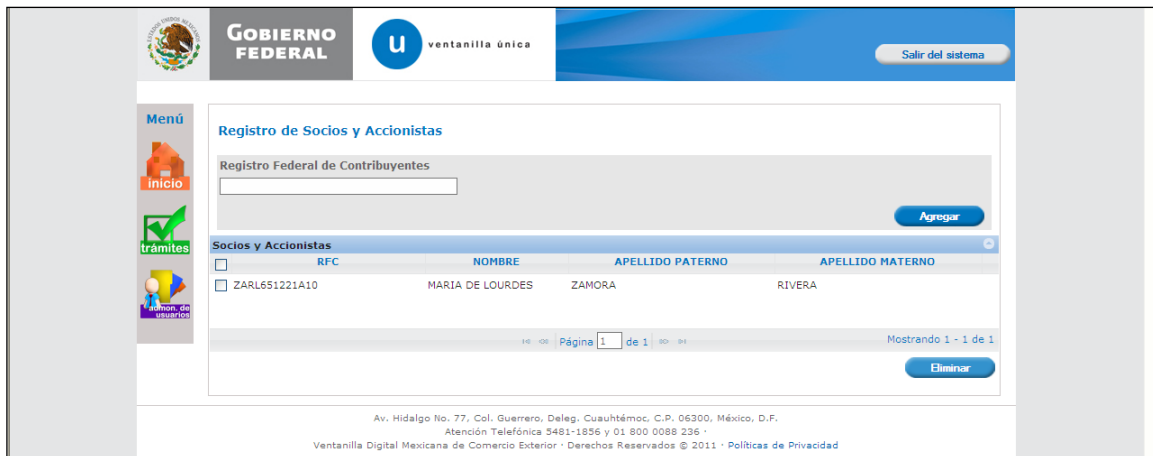 ESTADOS UNIDOS MEXICANOS
GOBIERNO
FEDERAL
u
ventanilla única
Salir del sistema
Menú
inicio
trámites
admon. de
usuarios
Registro de Socios y Accionistas
Registro Federal de Contribuyentes
Agregar
Socios y Accionistas
RFC NOMBRE APELLIDO PATERNO APELLIDO MATERNO
ZARL651221A10 MARIA DE LOURDES ZAMORA RIVERA
Página 1 de 1
Mostrando 1 - 1 de 1
Eliminar
Av. Hidalgo No. 77, Col. Guerrero, Deleg. Cuauhtémoc, C.P. 06300, México, D.F.
Atención Telefónica 5481-1856 y 01 800 0088 236 ·
Ventanilla Digital Mexicana de Comercio Exterior · Derechos Reservados © 2011 · Políticas de Privacidad